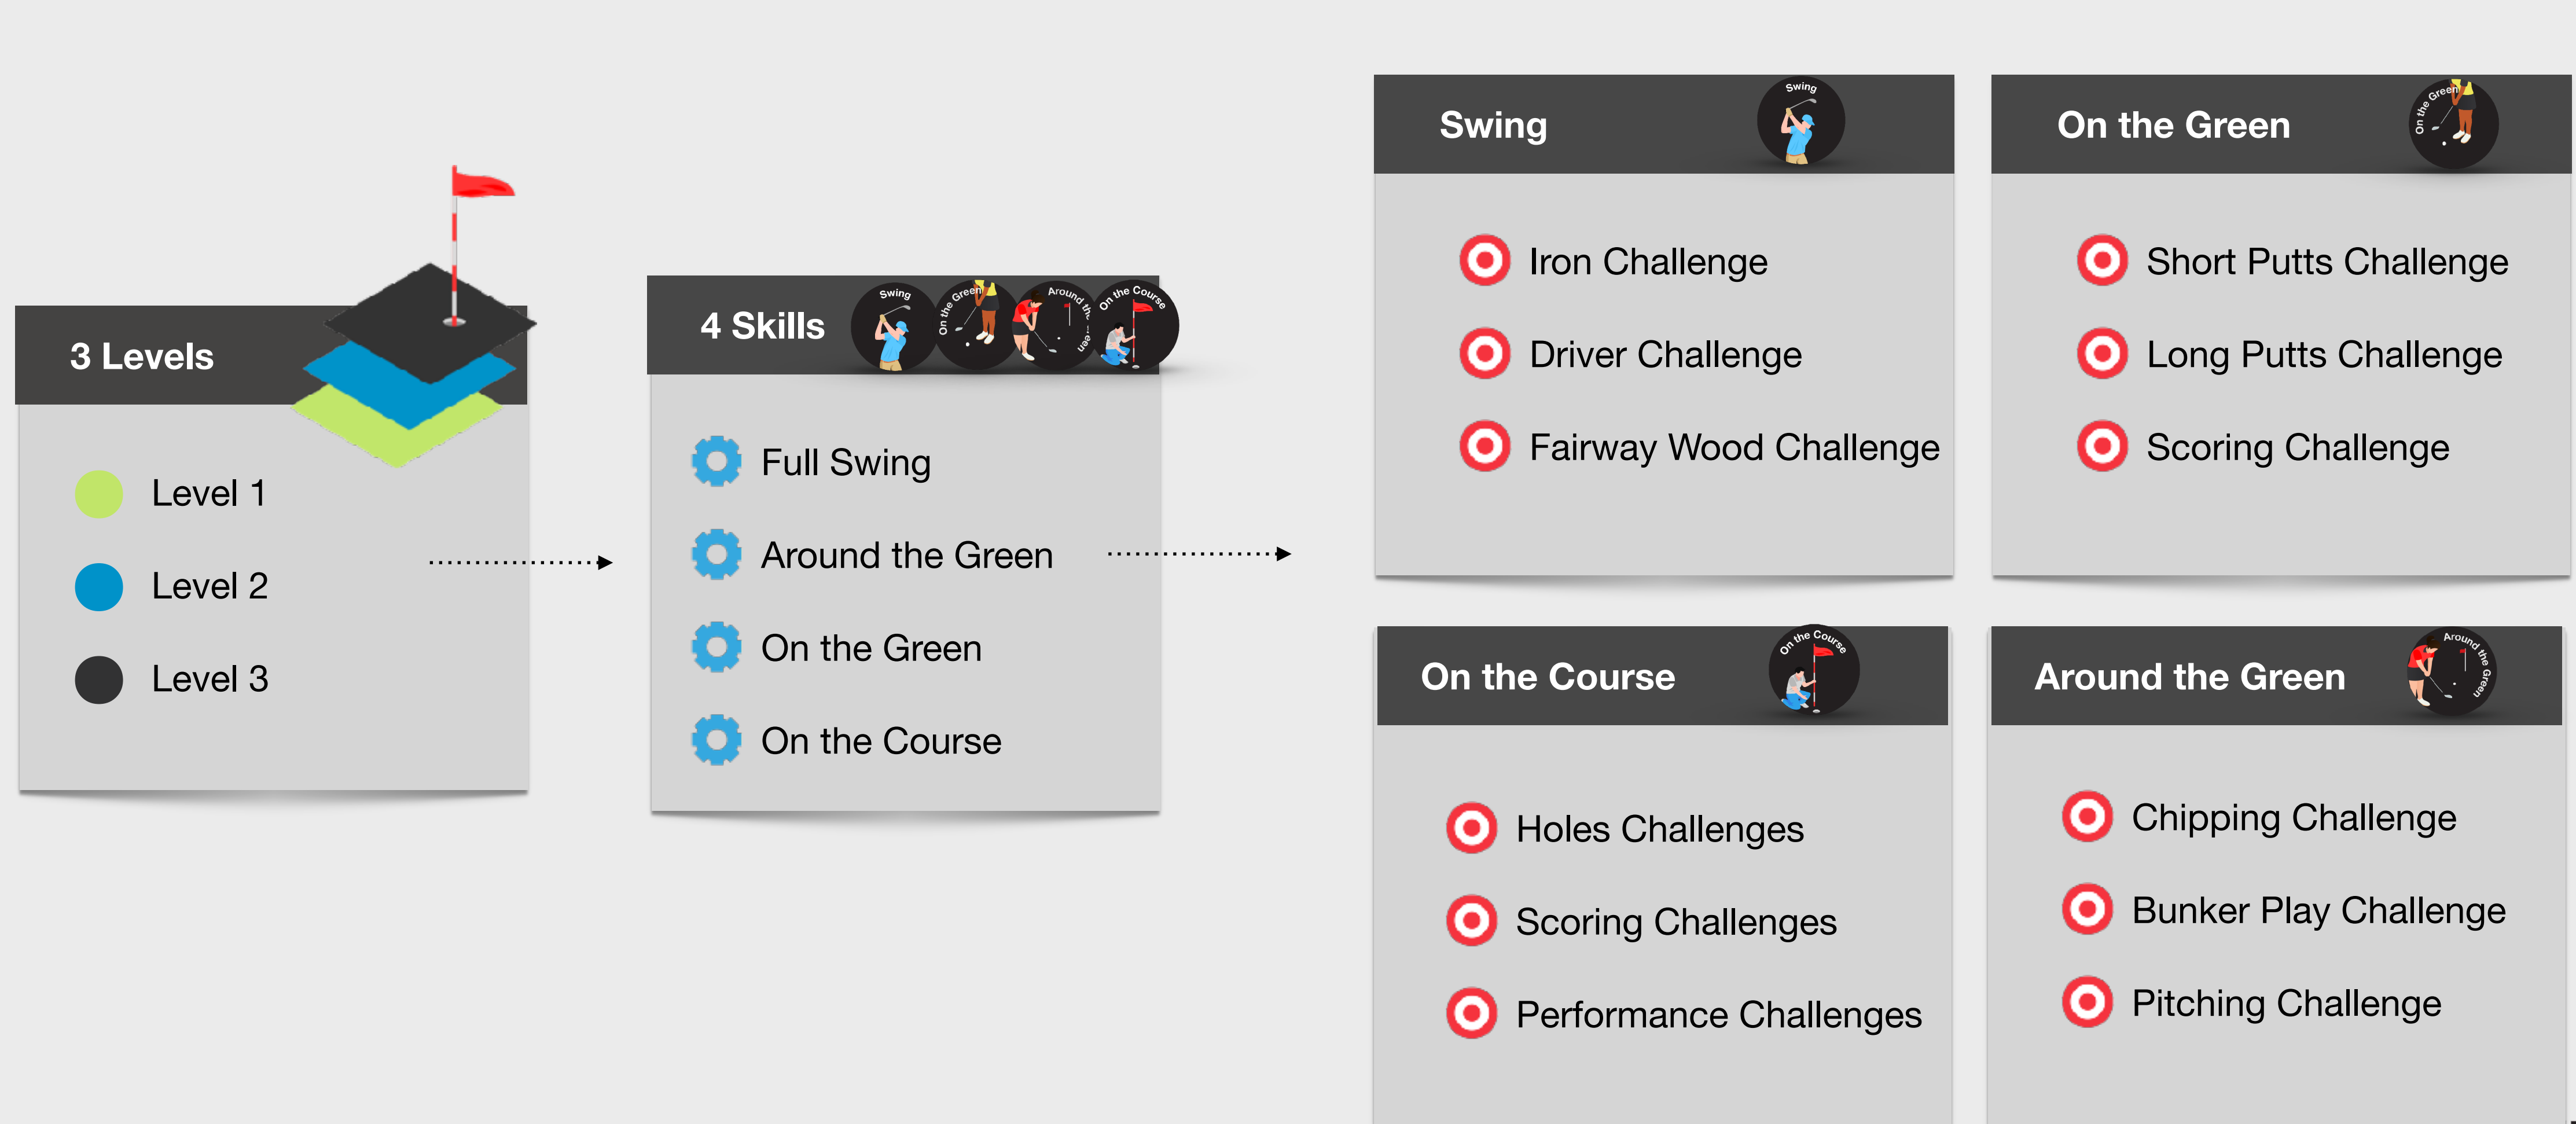 3 Levels
Level 1
Level 2
Level 3
4 Skills
Swing
On the Green
Around the Green
On the Course
Full Swing
Around the Green
On the Green
On the Course
Swing
Swing
Iron Challenge
Driver Challenge
Fairway Wood Challenge
On the Green
On the Green
Short Putts Challenge
Long Putts Challenge
Scoring Challenge
On the Course
On the Course
Holes Challenges
Scoring Challenges
Performance Challenges
Around the Green
Around the Green
Chipping Challenge
Bunker Play Challenge
Pitching Challenge